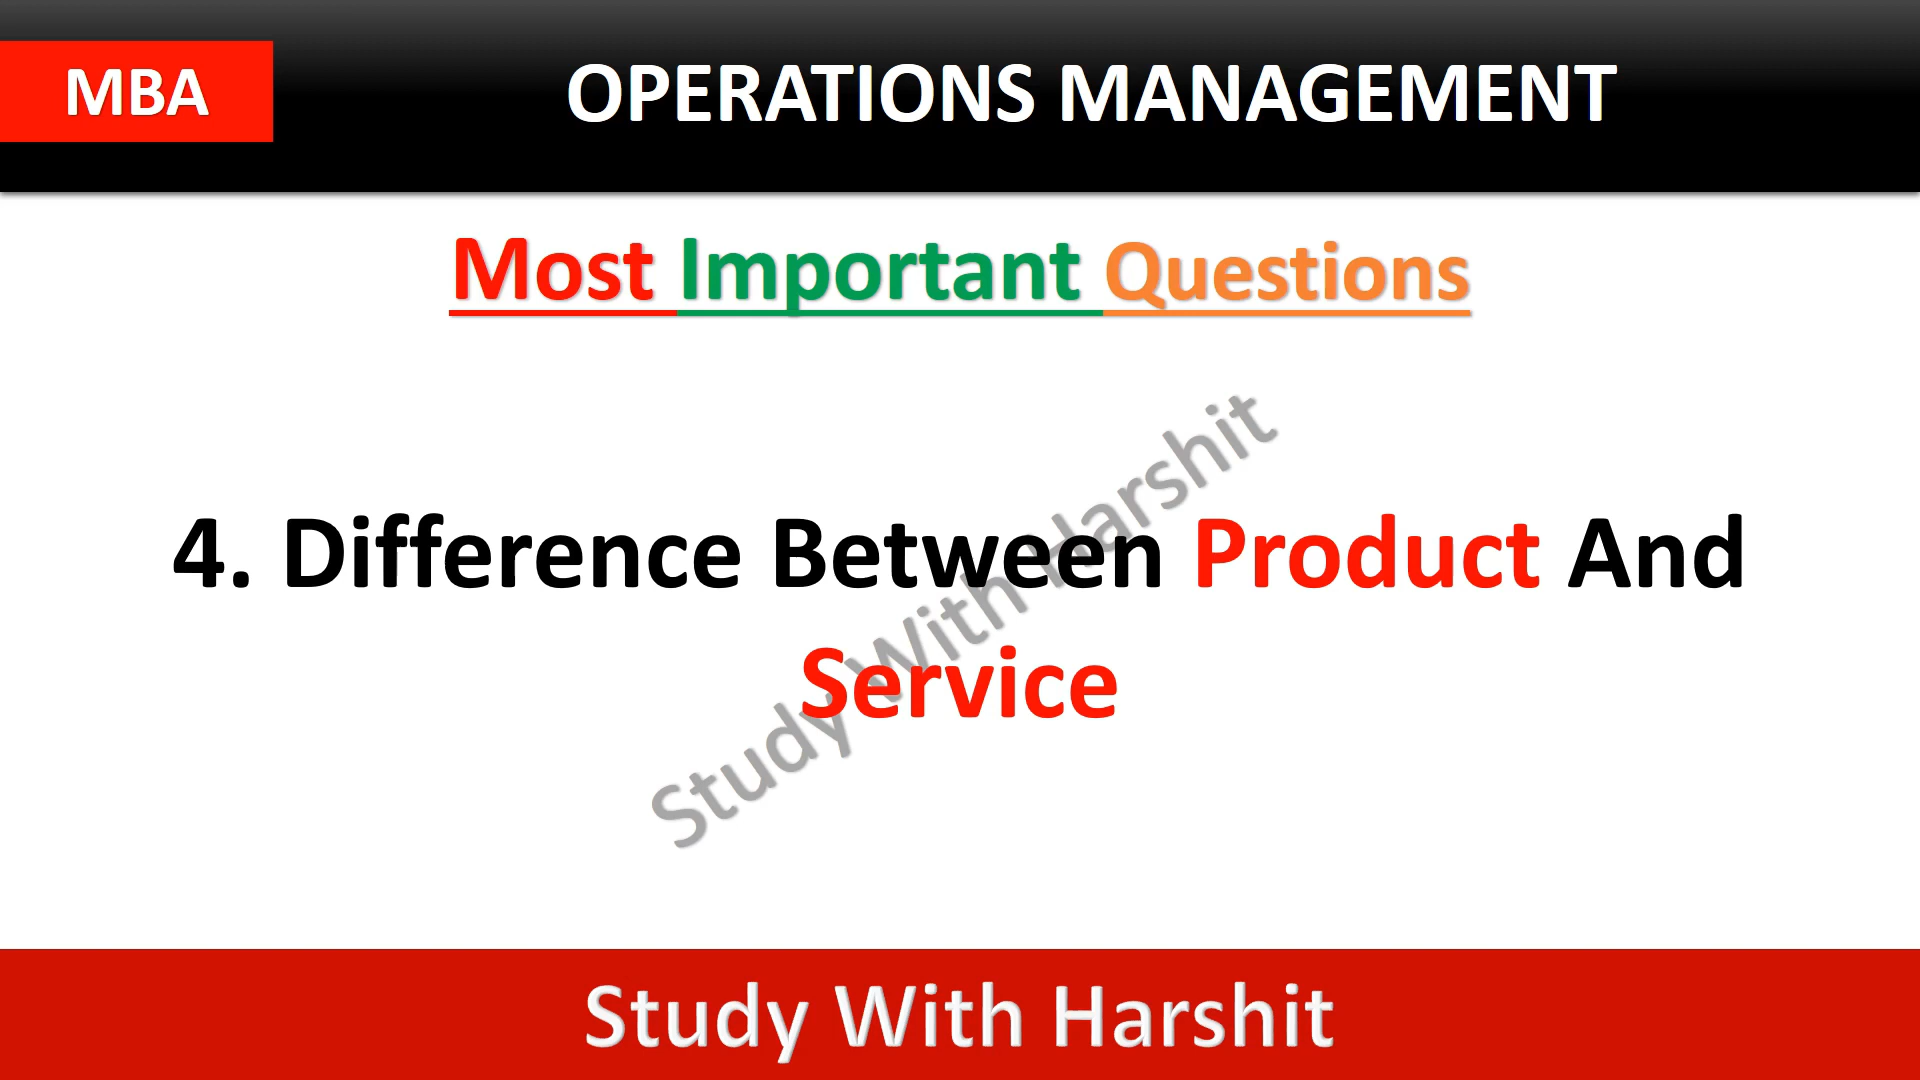 MBA
OPERATIONS MANAGEMENT
Most Important Questions
4. Difference Between Product And
Service
Study With Harshit
Study With Harshit